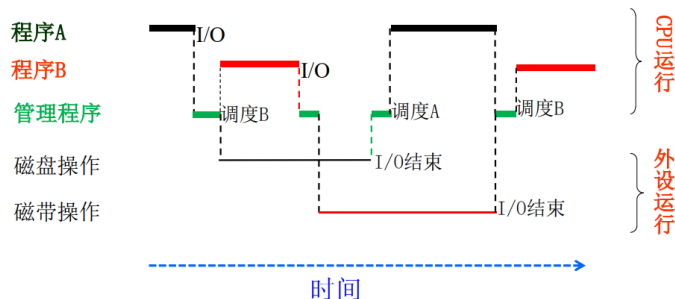 程序A
I/O
程序B
I/O
管理程序
调度B
调度A
调度B
磁盘操作
I/O结束
磁带操作
I/O结束
时间
CPU运行
外设运行